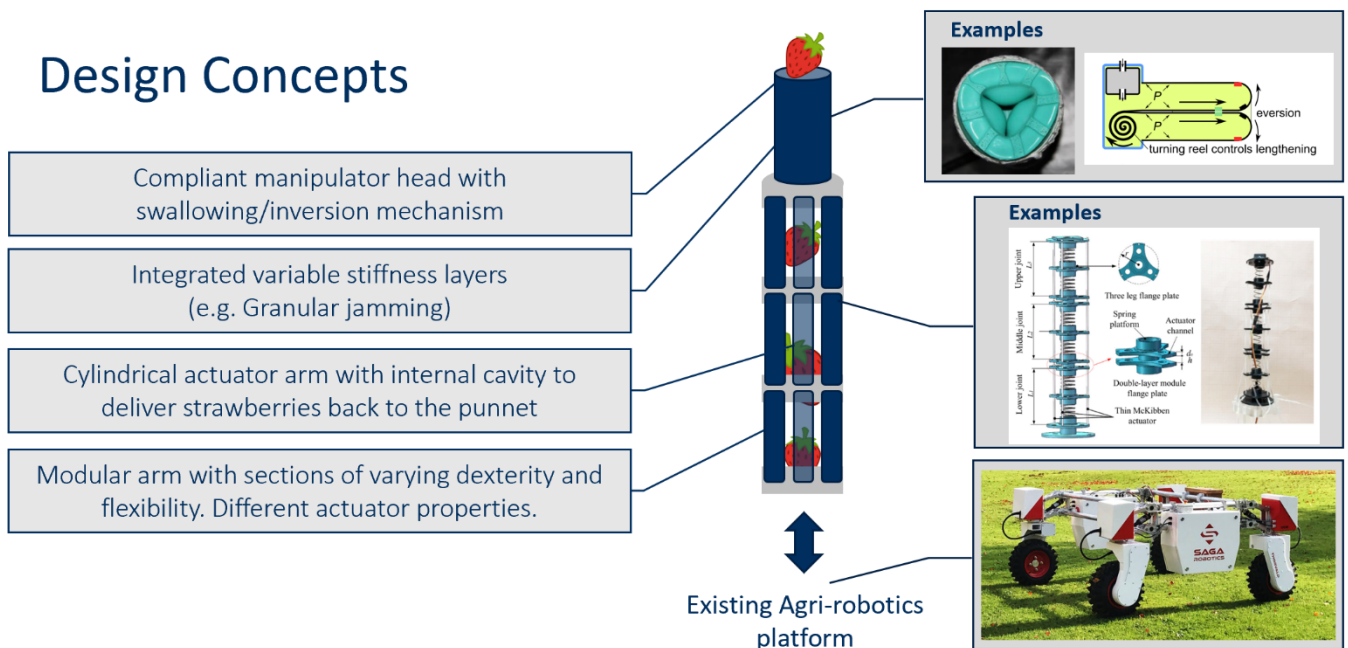 Design Concepts
Compliant manipulator head with
swallowing/inversion mechanism
Integrated variable stiffness layers
(e.g. Granular jamming)
Cylindrical actuator arm with internal cavity to
deliver strawberries back to the punnet
Modular arm with sections of varying dexterity and
flexibility. Different actuator properties.
Existing Agri-robotics
platform
Examples
P
P
eversion
turning reel controls lengthening
Examples
Upper joint
Middle joint
Lower joint
Three leg flange plate
Spring
platform
Actuator
channel
Double-layer module
flange plate
Thin McKibben
actuator
SAGA
ROBOTICS